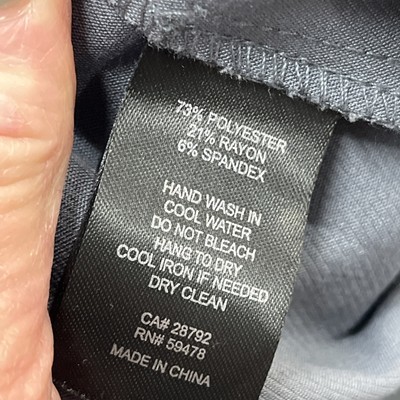 73% POLYESTER
21% RAYON
6% SPANDEX
HAND WASH IN
COOL WATER
DO NOT BLEACH
HANG TO DRY
COOL IRON IF NEEDED
DRY CLEAN
CA# 28792
RN# 59478
MADE IN CHINA